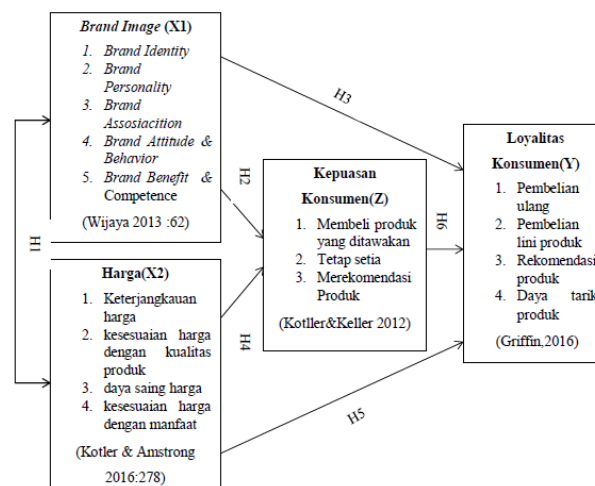 Brand Image (X1)
1. Brand Identity
2. Brand
Personality
3. Brand
Assosiacition
4. Brand Attitude &
Behavior
5. Brand Benefit &
Competence
(Wijaya 2013 :62)
H1
H2
H3
Kepuasan
Konsumen(Z)
1. Membeli produk
yang ditawakan
2. Tetap setia
3. Merekomendasi
Produk
(Kotller&Keller 2012)
H6
Loyalitas
Konsumen(Y)
1. Pembelian
ulang
2. Pembelian
lini produk
3. Rekomendasi
produk
4. Daya tarik
produk
(Griffin,2016)
Harga(X2)
1. Keterjangkauan
harga
2. kesesuaian harga
dengan kualitas
produk
3. daya saing harga
4. kesesuaian harga
dengan manfaat
(Kotler & Amstrong
2016:278)
H4
H5